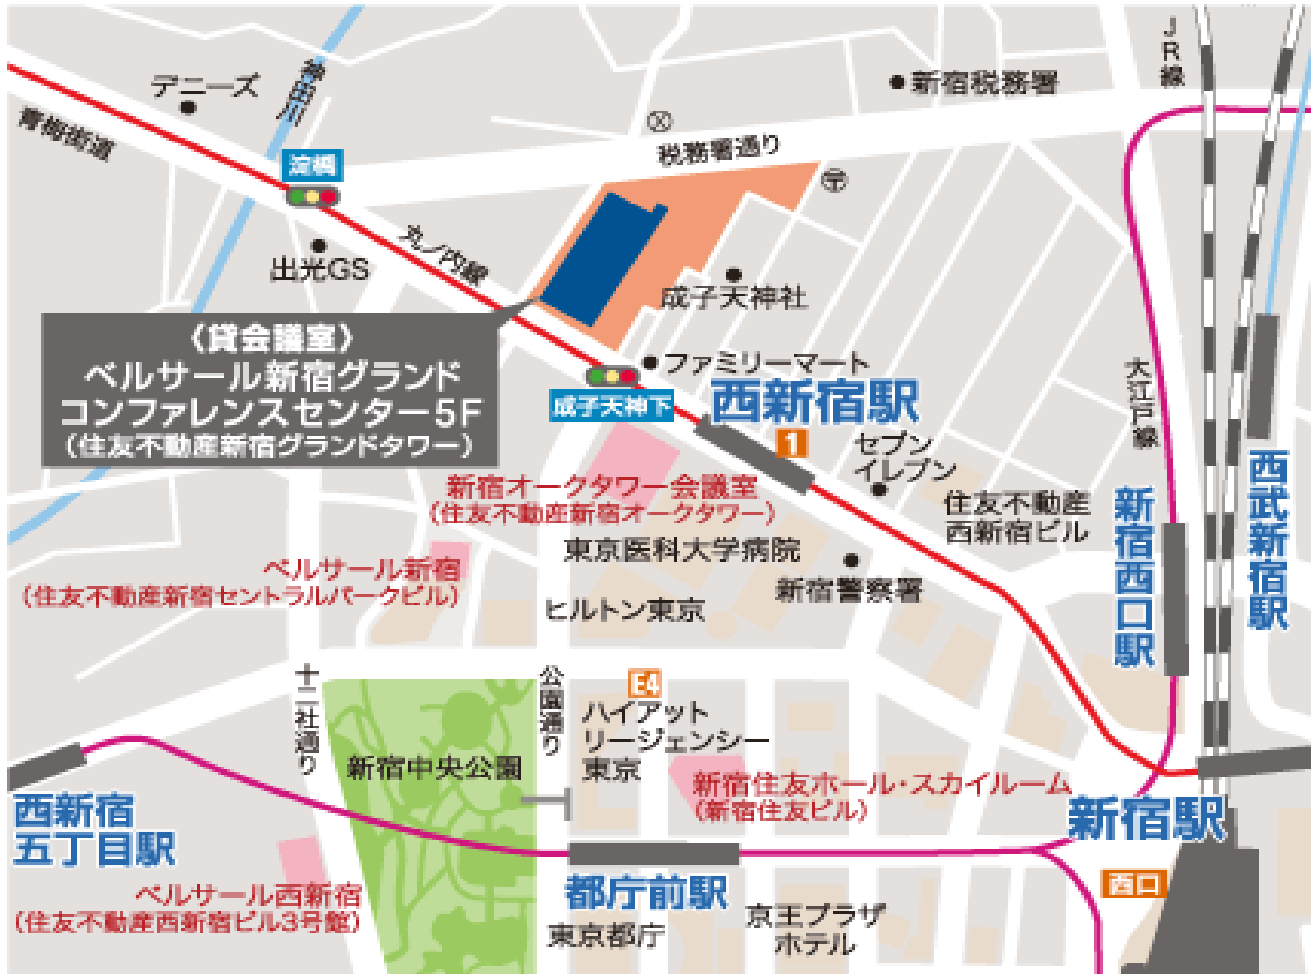 デニーズ
神田川
青梅街道
淀橋
出光GS
丸ノ内線
税務署通り
新宿税務署
JR線
〒
成子天神社
ファミリーマート
成子天神下
〈貸会議室〉
ベルサール新宿グランド
コンファレンスセンター5F
(住友不動産新宿グランドタワー)
西新宿駅
1
セブン
イレブン
住友不動産
西新宿ビル
大江戸線
新宿西口駅
西武新宿駅
新宿オークタワー会議室
(住友不動産新宿オークタワー)
東京医科大学病院
新宿警察署
ベルサール新宿
(住友不動産新宿セントラルパークビル)
ヒルトン東京
十二社通り
公園通り
E4
ハイアット
リージェンシー
東京
新宿中央公園
新宿住友ホール・スカイルーム
(新宿住友ビル)
新宿駅
西口
西新宿
五丁目駅
ベルサール西新宿
(住友不動産西新宿ビル3号館)
都庁前駅
東京都庁
京王プラザ
ホテル